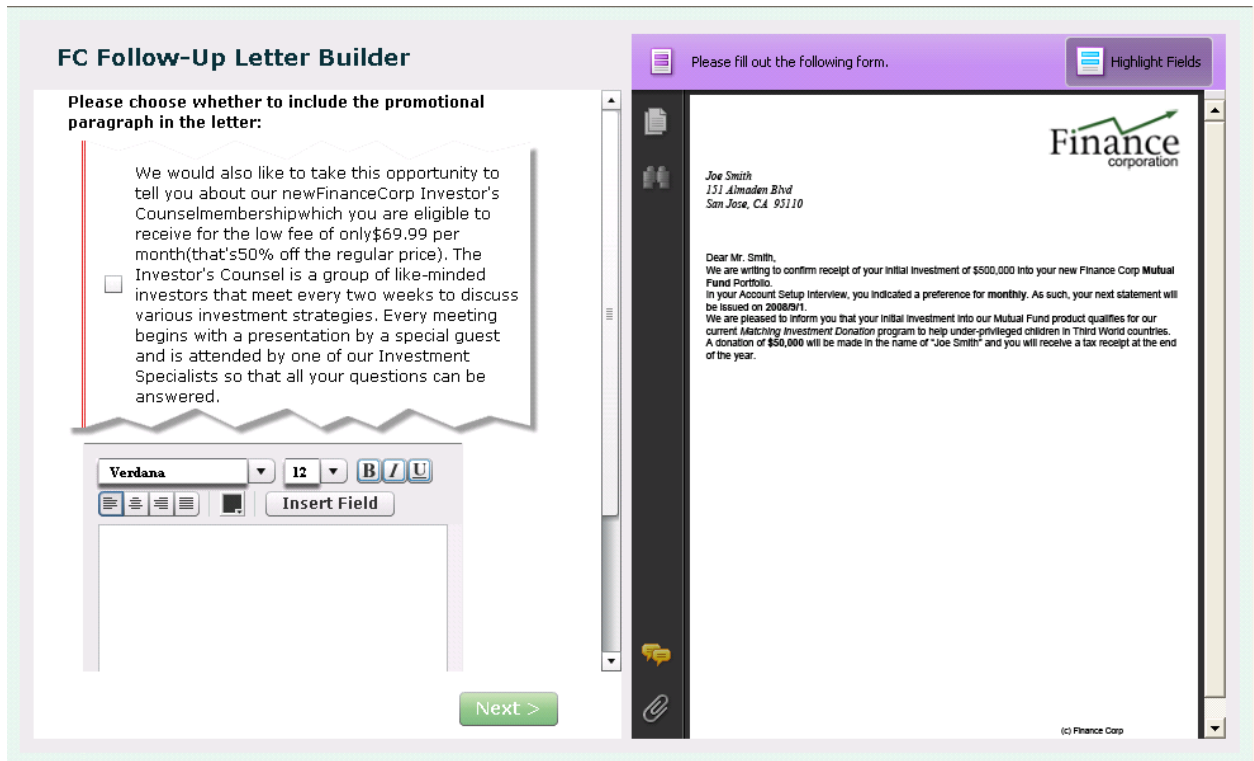 FC Follow-Up Letter Builder
Please choose whether to include the promotional
paragraph in the letter:
We would also like to take this opportunity to
tell you about our newFinanceCorp Investor's
Counselmembershipwhich you are eligible to
receive for the low fee of only$69.99 per
month(that's50% off the regular price). The
Investor's Counsel is a group of like-minded
investors that meet every two weeks to discuss
various investment strategies. Every meeting
begins with a presentation by a special guest
and is attended by one of our Investment
Specialists so that all your questions can be
answered.
Verdana 12 B I U
Insert Field
Next >
Please fill out the following form.
Highlight Fields
Finance
corporation
Joe Smith
151 Almaden Blvd
San Jose, CA 95110
Dear Mr. Smith,
We are writing to confirm receipt of your initial investment of $500,000 into your new Finance Corp Mutual
Fund Portfolio.
In your Account Setup Interview, you indicated a preference for monthly. As such, your next statement will
be issued on 2008/9/1.
We are pleased to inform you that your initial investment into our Mutual Fund product qualifies for our
current Matching Investment Donation program to help under-privileged children in Third World countries.
A donation of $50,000 will be made in the name of "Joe Smith" and you will receive a tax receipt at the end
of the year.
(c) Finance Corp